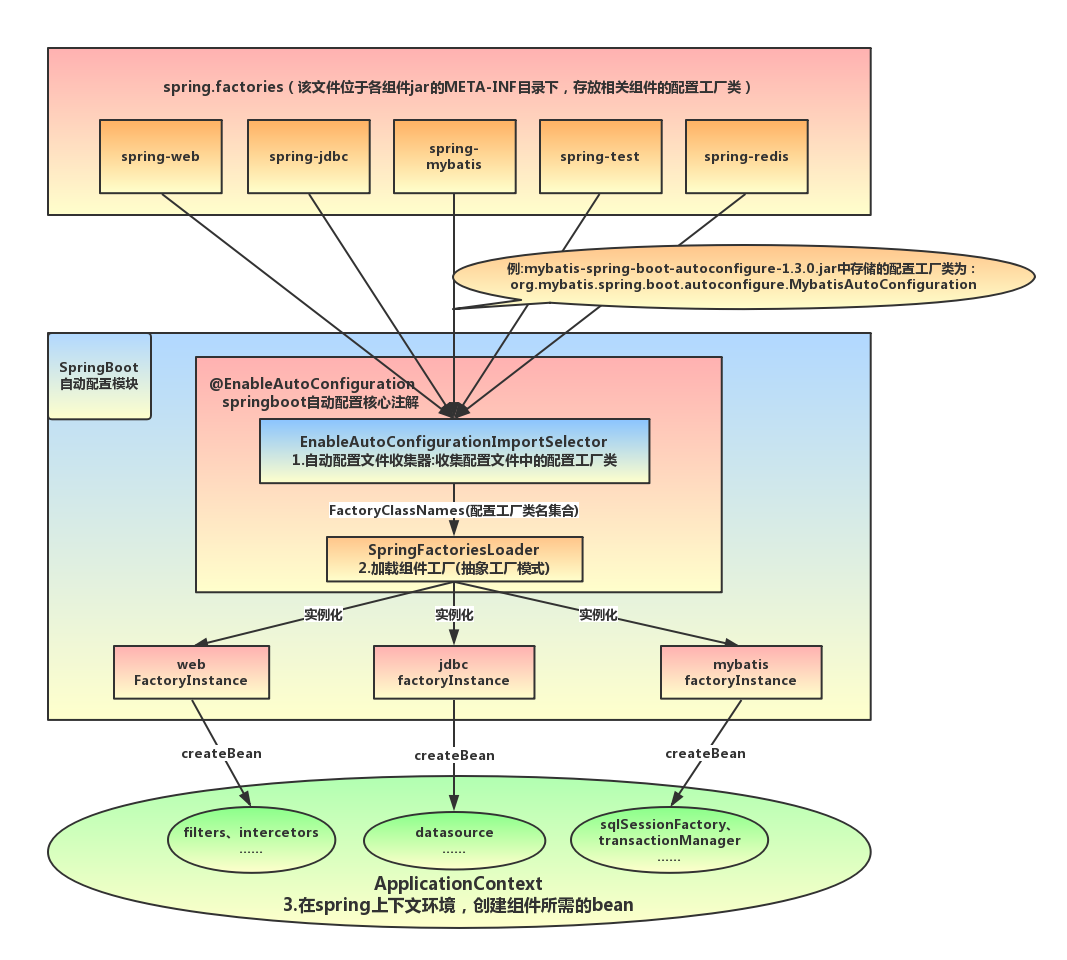 spring.factories（该文件位于各组件jar的META-INF目录下，存放相关组件的配置工厂类）
spring-web
spring-jdbc
spring-
mybatis
spring-test
spring-redis
例:mybatis-spring-boot-autoconfigure-1.3.0.jar中存储的配置工厂类为：
org.mybatis.spring.boot.autoconfigure.MybatisAutoConfiguration
SpringBoot
自动配置模块
@EnableAutoConfiguration
springboot自动配置核心注解
EnableAutoConfigurationImportSelector
1.自动配置文件收集器:收集配置文件中的配置工厂类
FactoryClassNames(配置工厂类名集合)
SpringFactoriesLoader
2.加载组件工厂(抽象工厂模式)
实例化
实例化
实例化
web
FactoryInstance
jdbc
factoryInstance
mybatis
factoryInstance
createBean
createBean
createBean
filters、intercetors
......
datasource
......
sqlSessionFactory、
transactionManager
......
ApplicationContext
3.在spring上下文环境，创建组件所需的bean